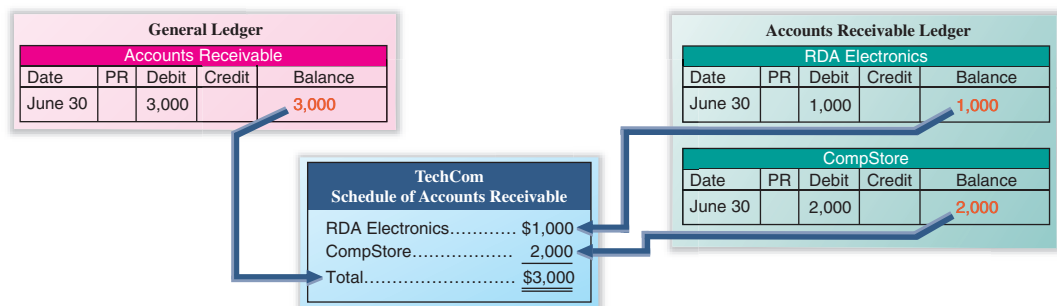 General Ledger
Accounts Receivable
Date PR Debit Credit Balance
June 30 3,000 3,000
Accounts Receivable Ledger
RDA Electronics
Date PR Debit Credit Balance
June 30 1,000 1,000
CompStore
Date PR Debit Credit Balance
June 30 2,000 2,000
TechCom
Schedule of Accounts Receivable
RDA Electronics............ $1,000
CompStore.................. 2,000
Total........................... $3,000